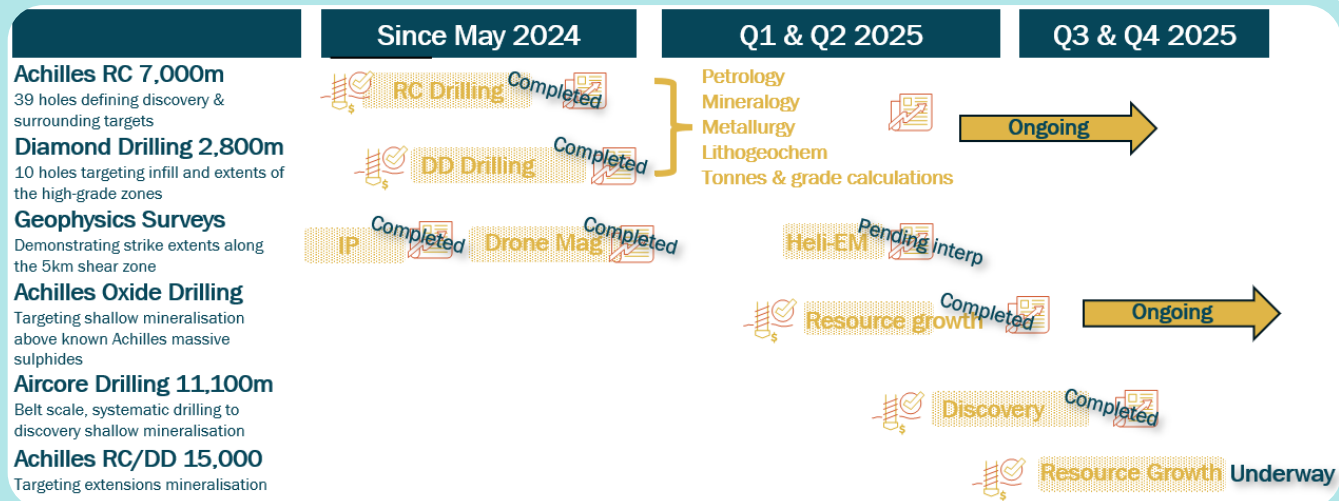 Since May 2024
Q1 & Q2 2025
Q3 & Q4 2025
Achilles RC 7,000m
39 holes defining discovery &
surrounding targets
RC Drilling
Completed
Petrology
Mineralogy
Metallurgy
Lithogeochem
Tonnes & grade calculations
Ongoing
Diamond Drilling 2,800m
10 holes targeting infill and extents of
the high-grade zones
DD Drilling
Completed
Geophysics Surveys
Demonstrating strike extents along
the 5km shear zone
IP
Completed
Drone Mag
Completed
Heli-EM
Pending interp
Achilles Oxide Drilling
Targeting shallow mineralisation
above known Achilles massive
sulphides
Resource growth
Completed
Ongoing
Aircore Drilling 11,100m
Belt scale, systematic drilling to
discovery shallow mineralisation
Discovery
Completed
Achilles RC/DD 15,000
Targeting extensions mineralisation
Resource Growth Underway
$
$
$
$
$